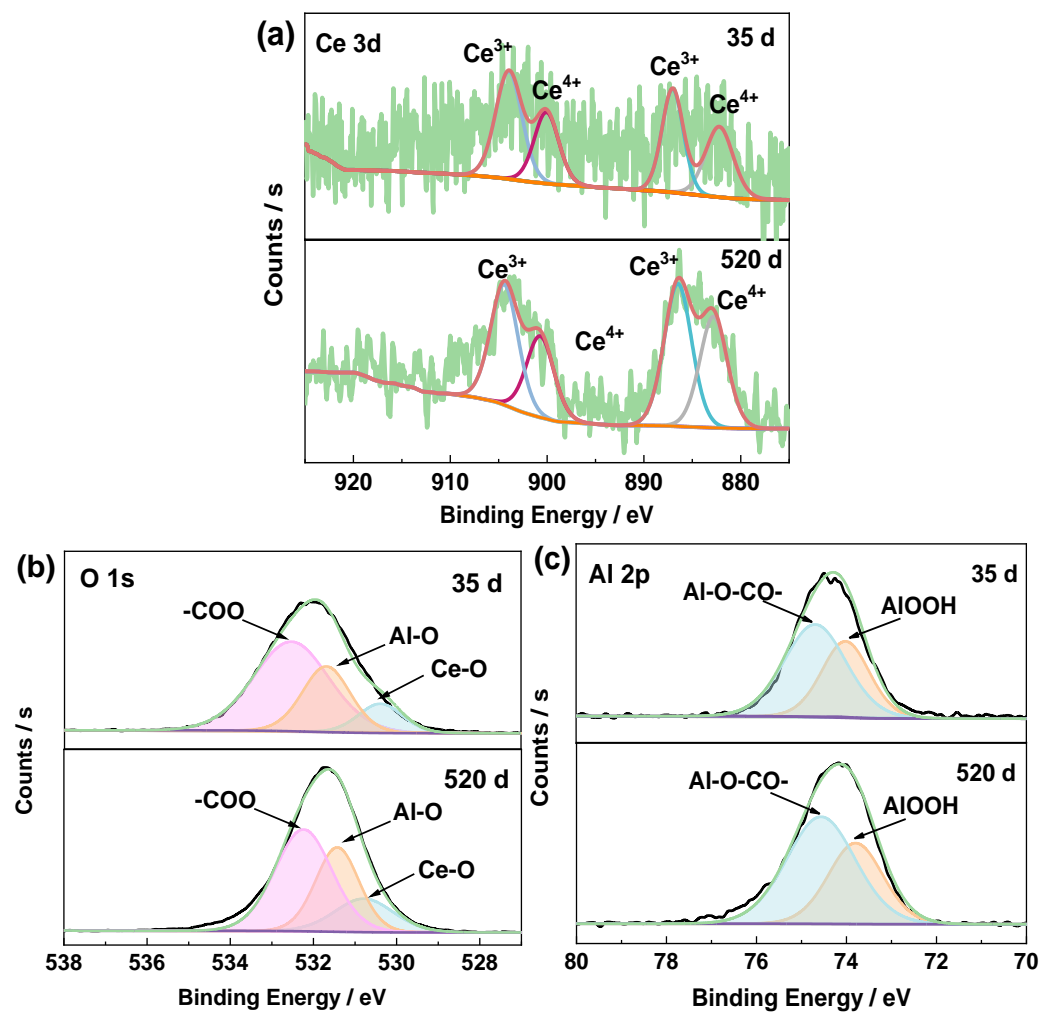 (a)
Ce 3d
35 d
Ce³⁺
Ce⁴⁺
Ce³⁺
Ce⁴⁺
520 d
Ce³⁺
Ce⁴⁺
Ce³⁺
Ce⁴⁺
Counts / s
920 910 900 890 880
Binding Energy / eV
(b)
O 1s
35 d
-COO
Al-O
Ce-O
520 d
-COO
Al-O
Ce-O
Counts / s
538 536 534 532 530 528
Binding Energy / eV
(c)
Al 2p
35 d
Al-O-CO-
AlOOH
520 d
Al-O-CO-
AlOOH
Counts / s
80 78 76 74 72 70
Binding Energy / eV